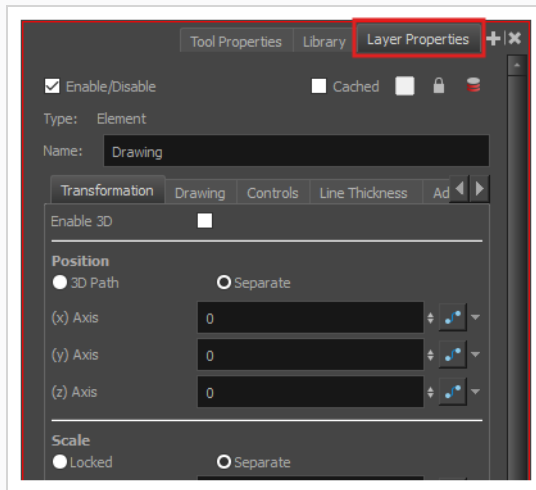 Tool Properties Library Layer Properties
Enable/Disable Cached
Type: Element
Name: Drawing
Transformation Drawing Controls Line Thickness Ad
Enable 3D
Position
3D Path Separate
(x) Axis 0
(y) Axis 0
(z) Axis 0
Scale
Locked Separate